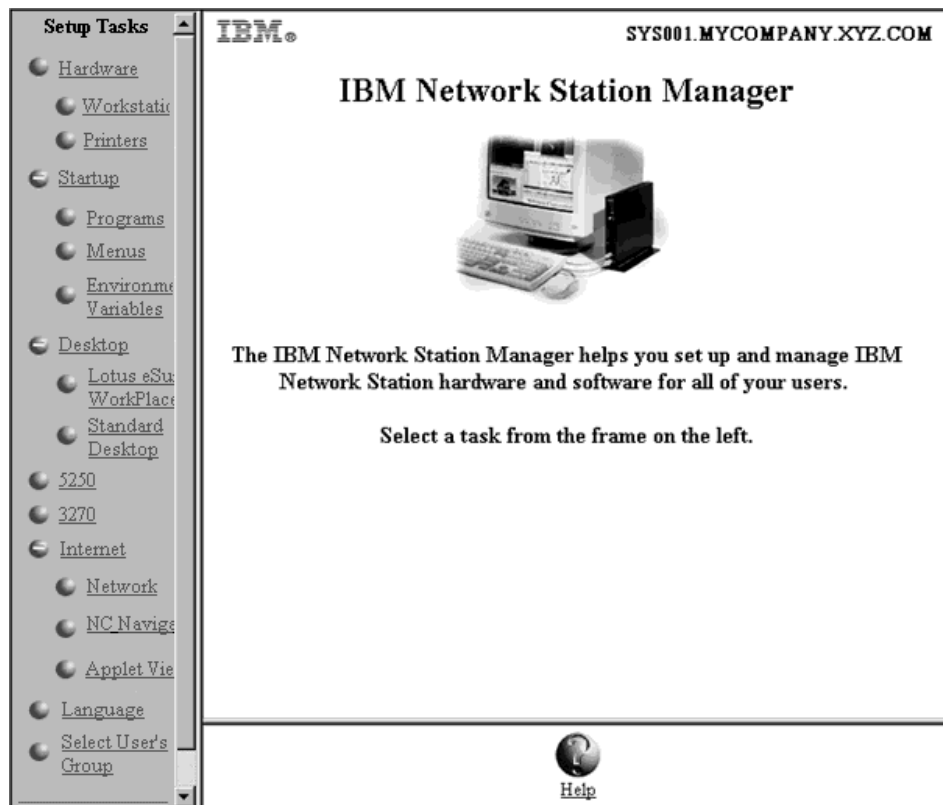 Setup Tasks
Hardware
Workstatio
Printers
Startup
Programs
Menus
Environme
Variables
Desktop
Lotus eSu
WorkPlace
Standard
Desktop
5250
3270
Internet
Network
NC Naviga
Applet Vie
Language
Select User's
Group
IBM®
SYS001.MYCOMPANY.XYZ.COM
IBM Network Station Manager
The IBM Network Station Manager helps you set up and manage IBM
Network Station hardware and software for all of your users.
Select a task from the frame on the left.
Help